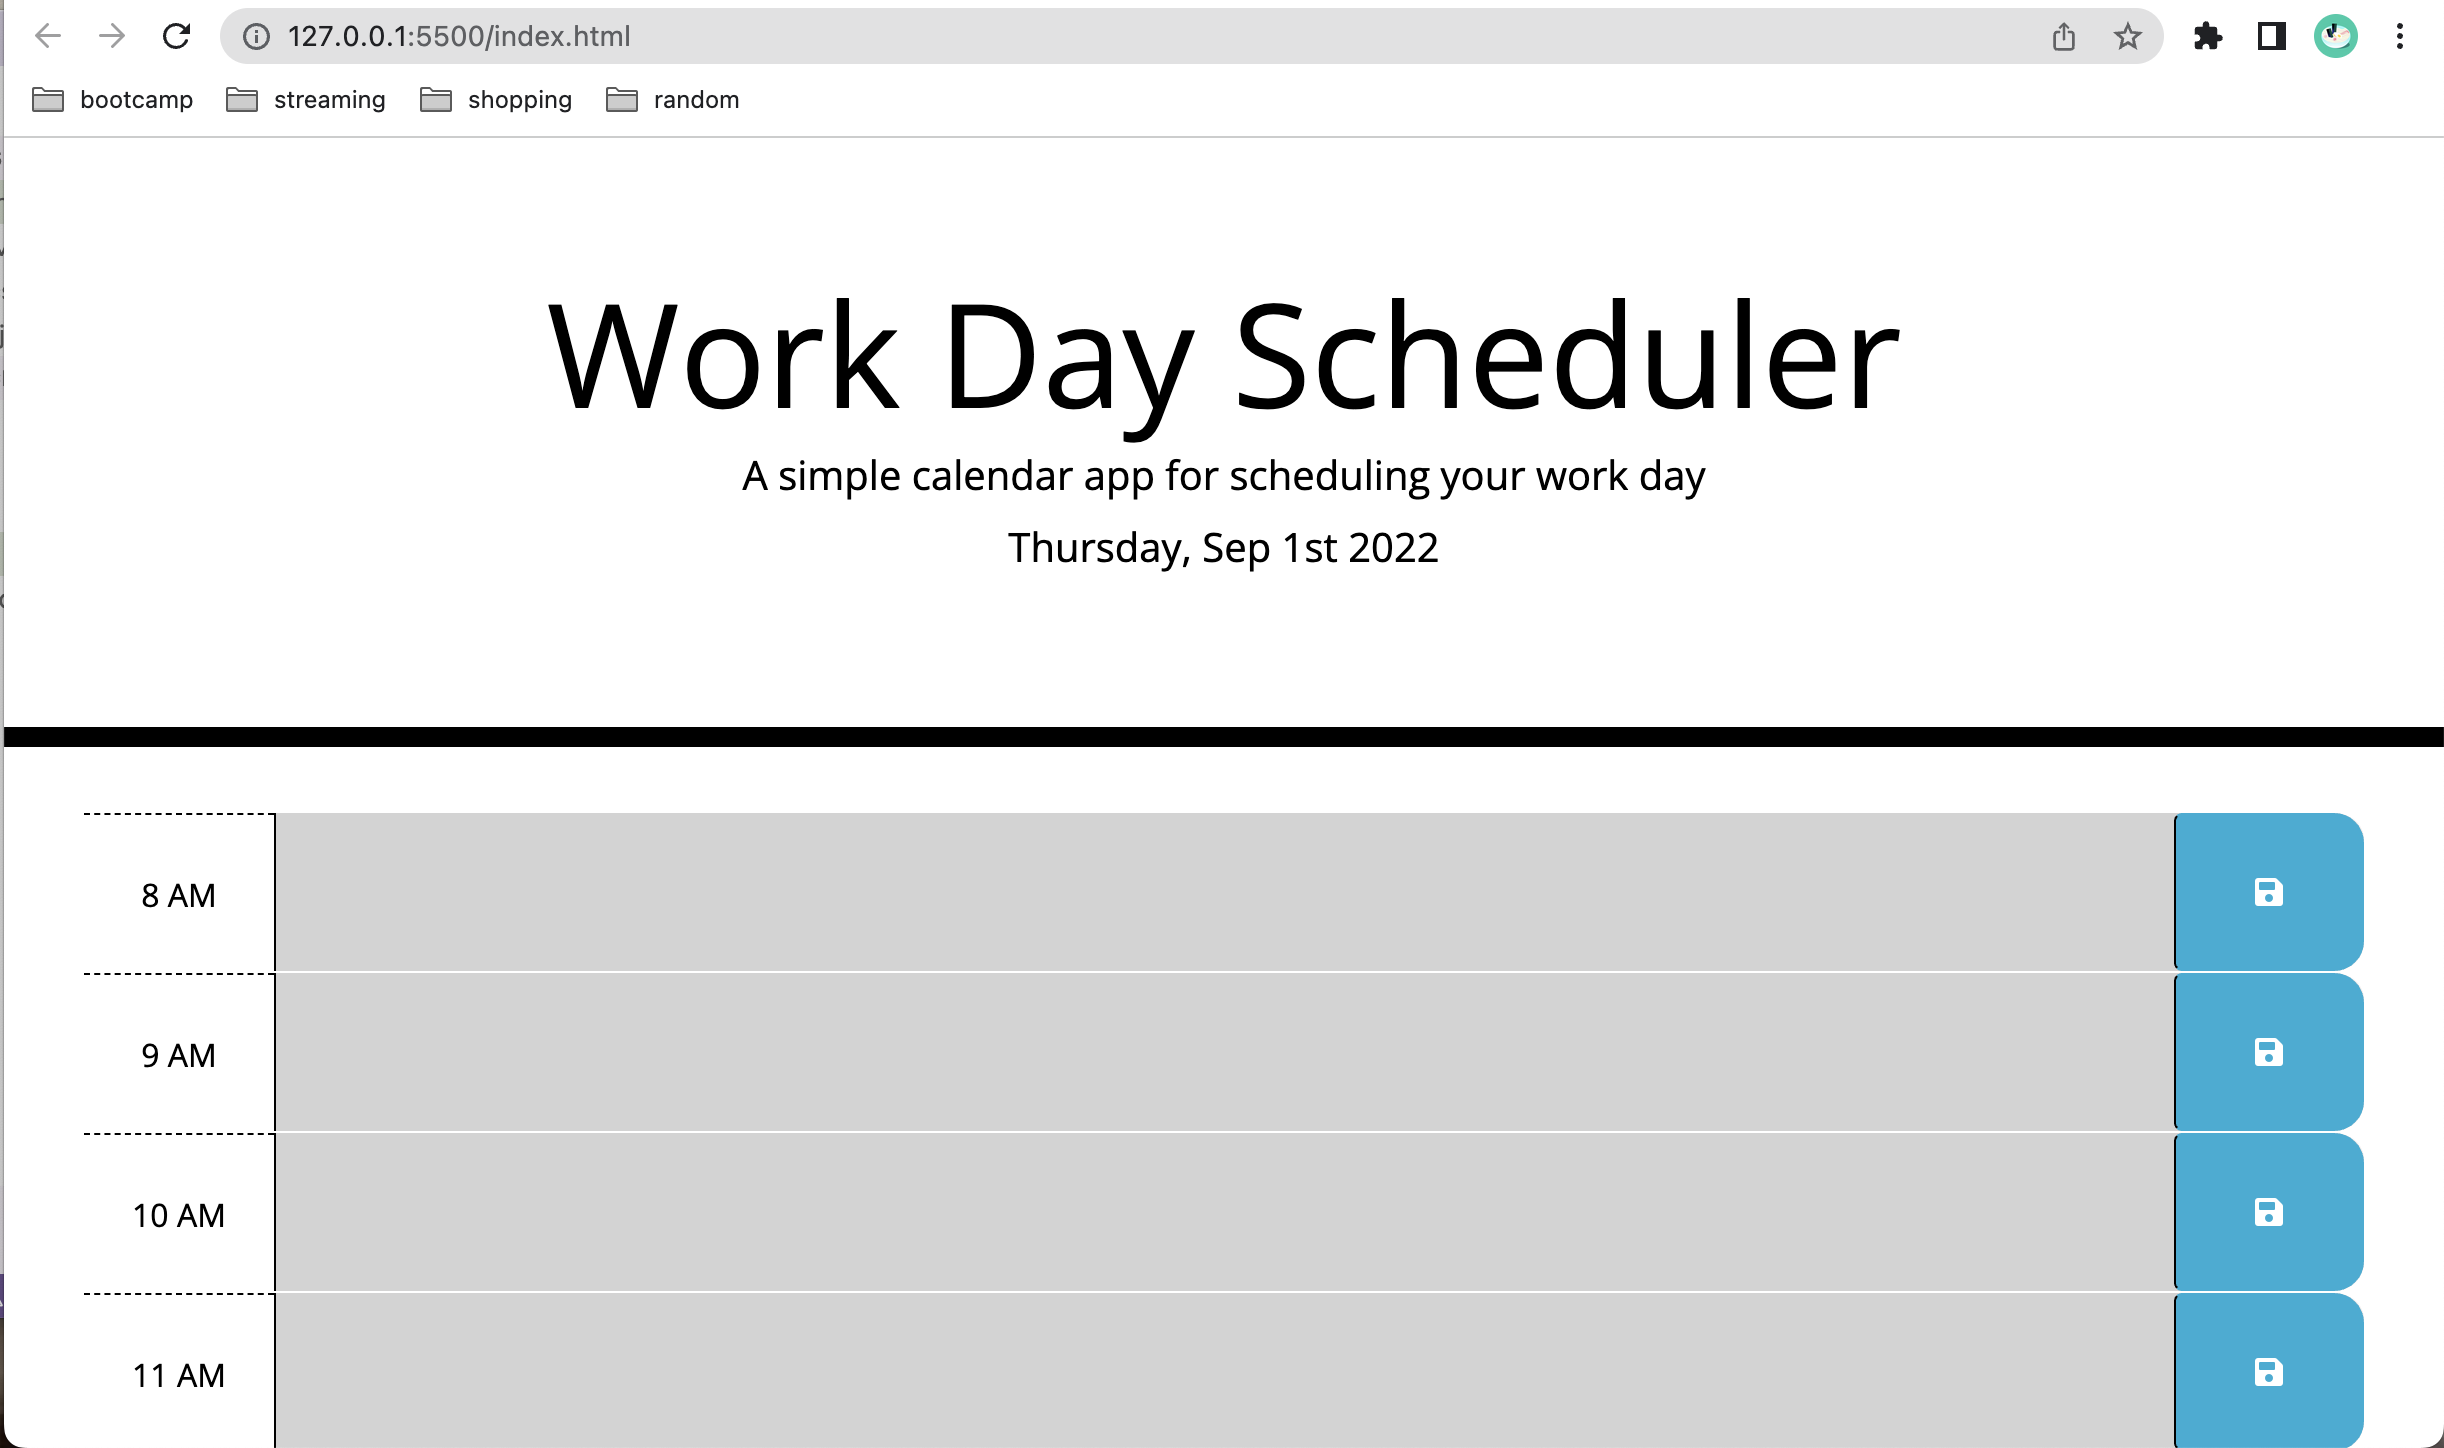 127.0.0.1:5500/index.html
bootcamp streaming shopping random
Work Day Scheduler
A simple calendar app for scheduling your work day
Thursday, Sep 1st 2022
8 AM
9 AM
10 AM
11 AM